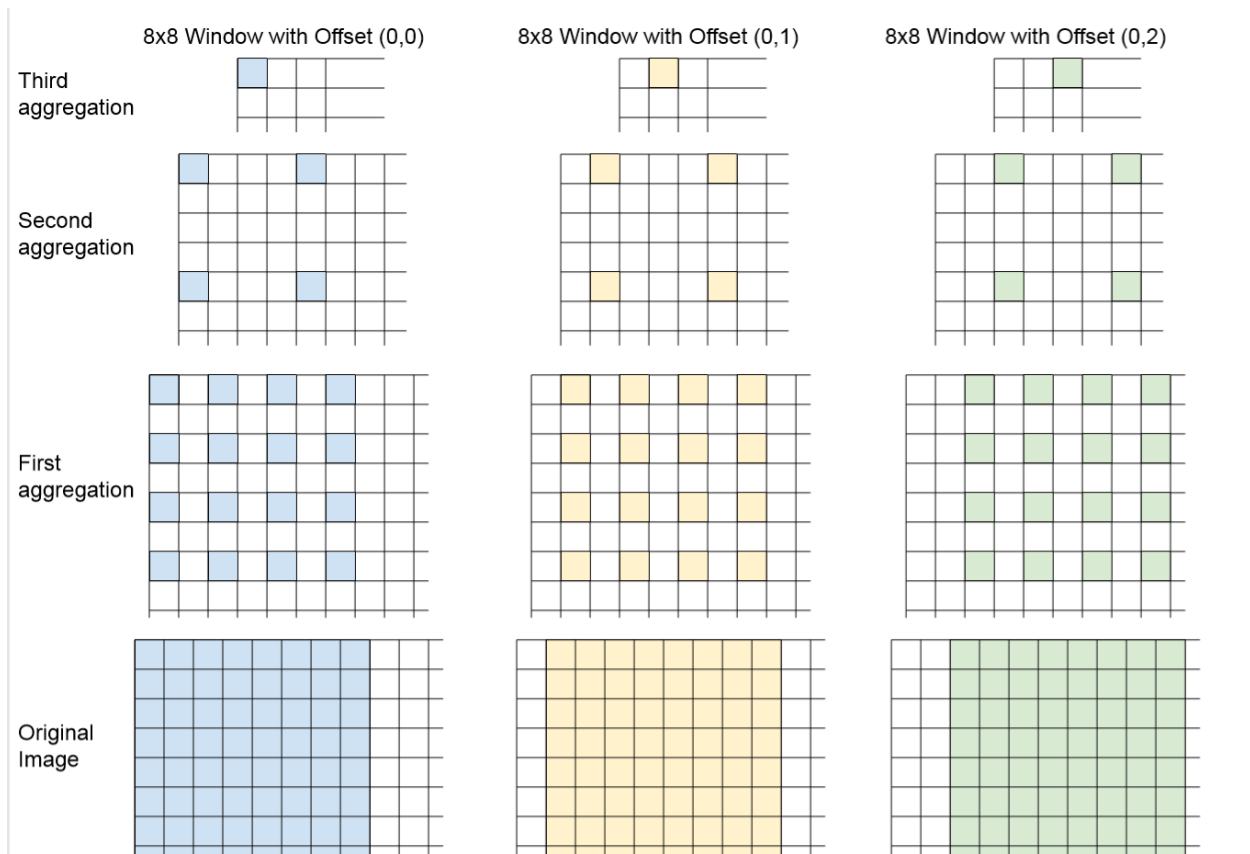 8x8 Window with Offset (0,0)
8x8 Window with Offset (0,1)
8x8 Window with Offset (0,2)
Third
aggregation
Second
aggregation
First
aggregation
Original
Image